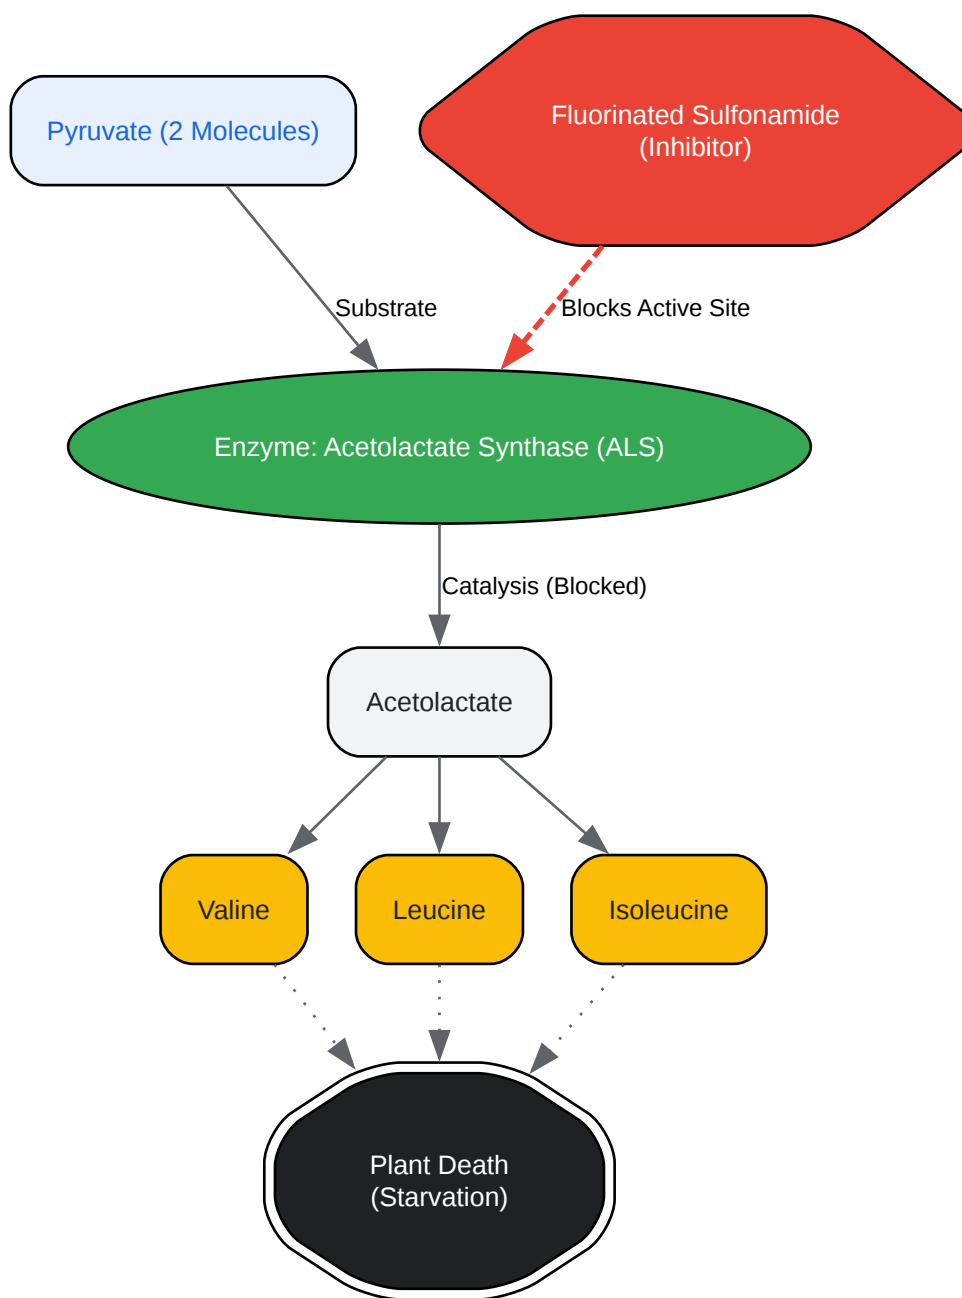 Pyruvate (2 Molecules)
Fluorinated Sulfonamide
(Inhibitor)
Substrate
Blocks Active Site
Enzyme: Acetolactate Synthase (ALS)
Catalysis (Blocked)
Acetolactate
Valine
Leucine
Isoleucine
Plant Death
(Starvation)